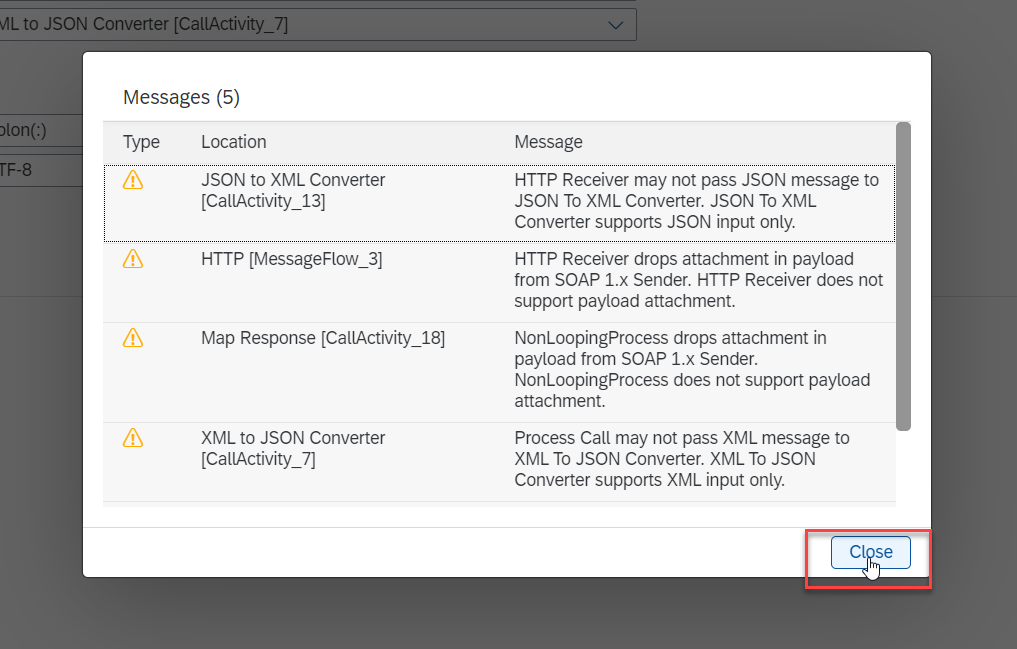 ML to JSON Converter [CallActivity_7]
Messages (5)
Type Location Message
olon(:)
TF-8
JSON to XML Converter
[CallActivity_13]
HTTP Receiver may not pass JSON message to
JSON To XML Converter. JSON To XML
Converter supports JSON input only.
HTTP [MessageFlow_3]
HTTP Receiver drops attachment in payload
from SOAP 1.x Sender. HTTP Receiver does not
support payload attachment.
Map Response [CallActivity_18]
NonLoopingProcess drops attachment in
payload from SOAP 1.x Sender.
NonLoopingProcess does not support payload
attachment.
XML to JSON Converter
[CallActivity_7]
Process Call may not pass XML message to
XML To JSON Converter. XML To JSON
Converter supports XML input only.
Close